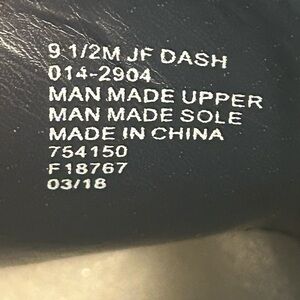 9 1/2M JF DASH
014-2904
MAN MADE UPPER
MAN MADE SOLE
MADE IN CHINA
754150
F18767
03/18